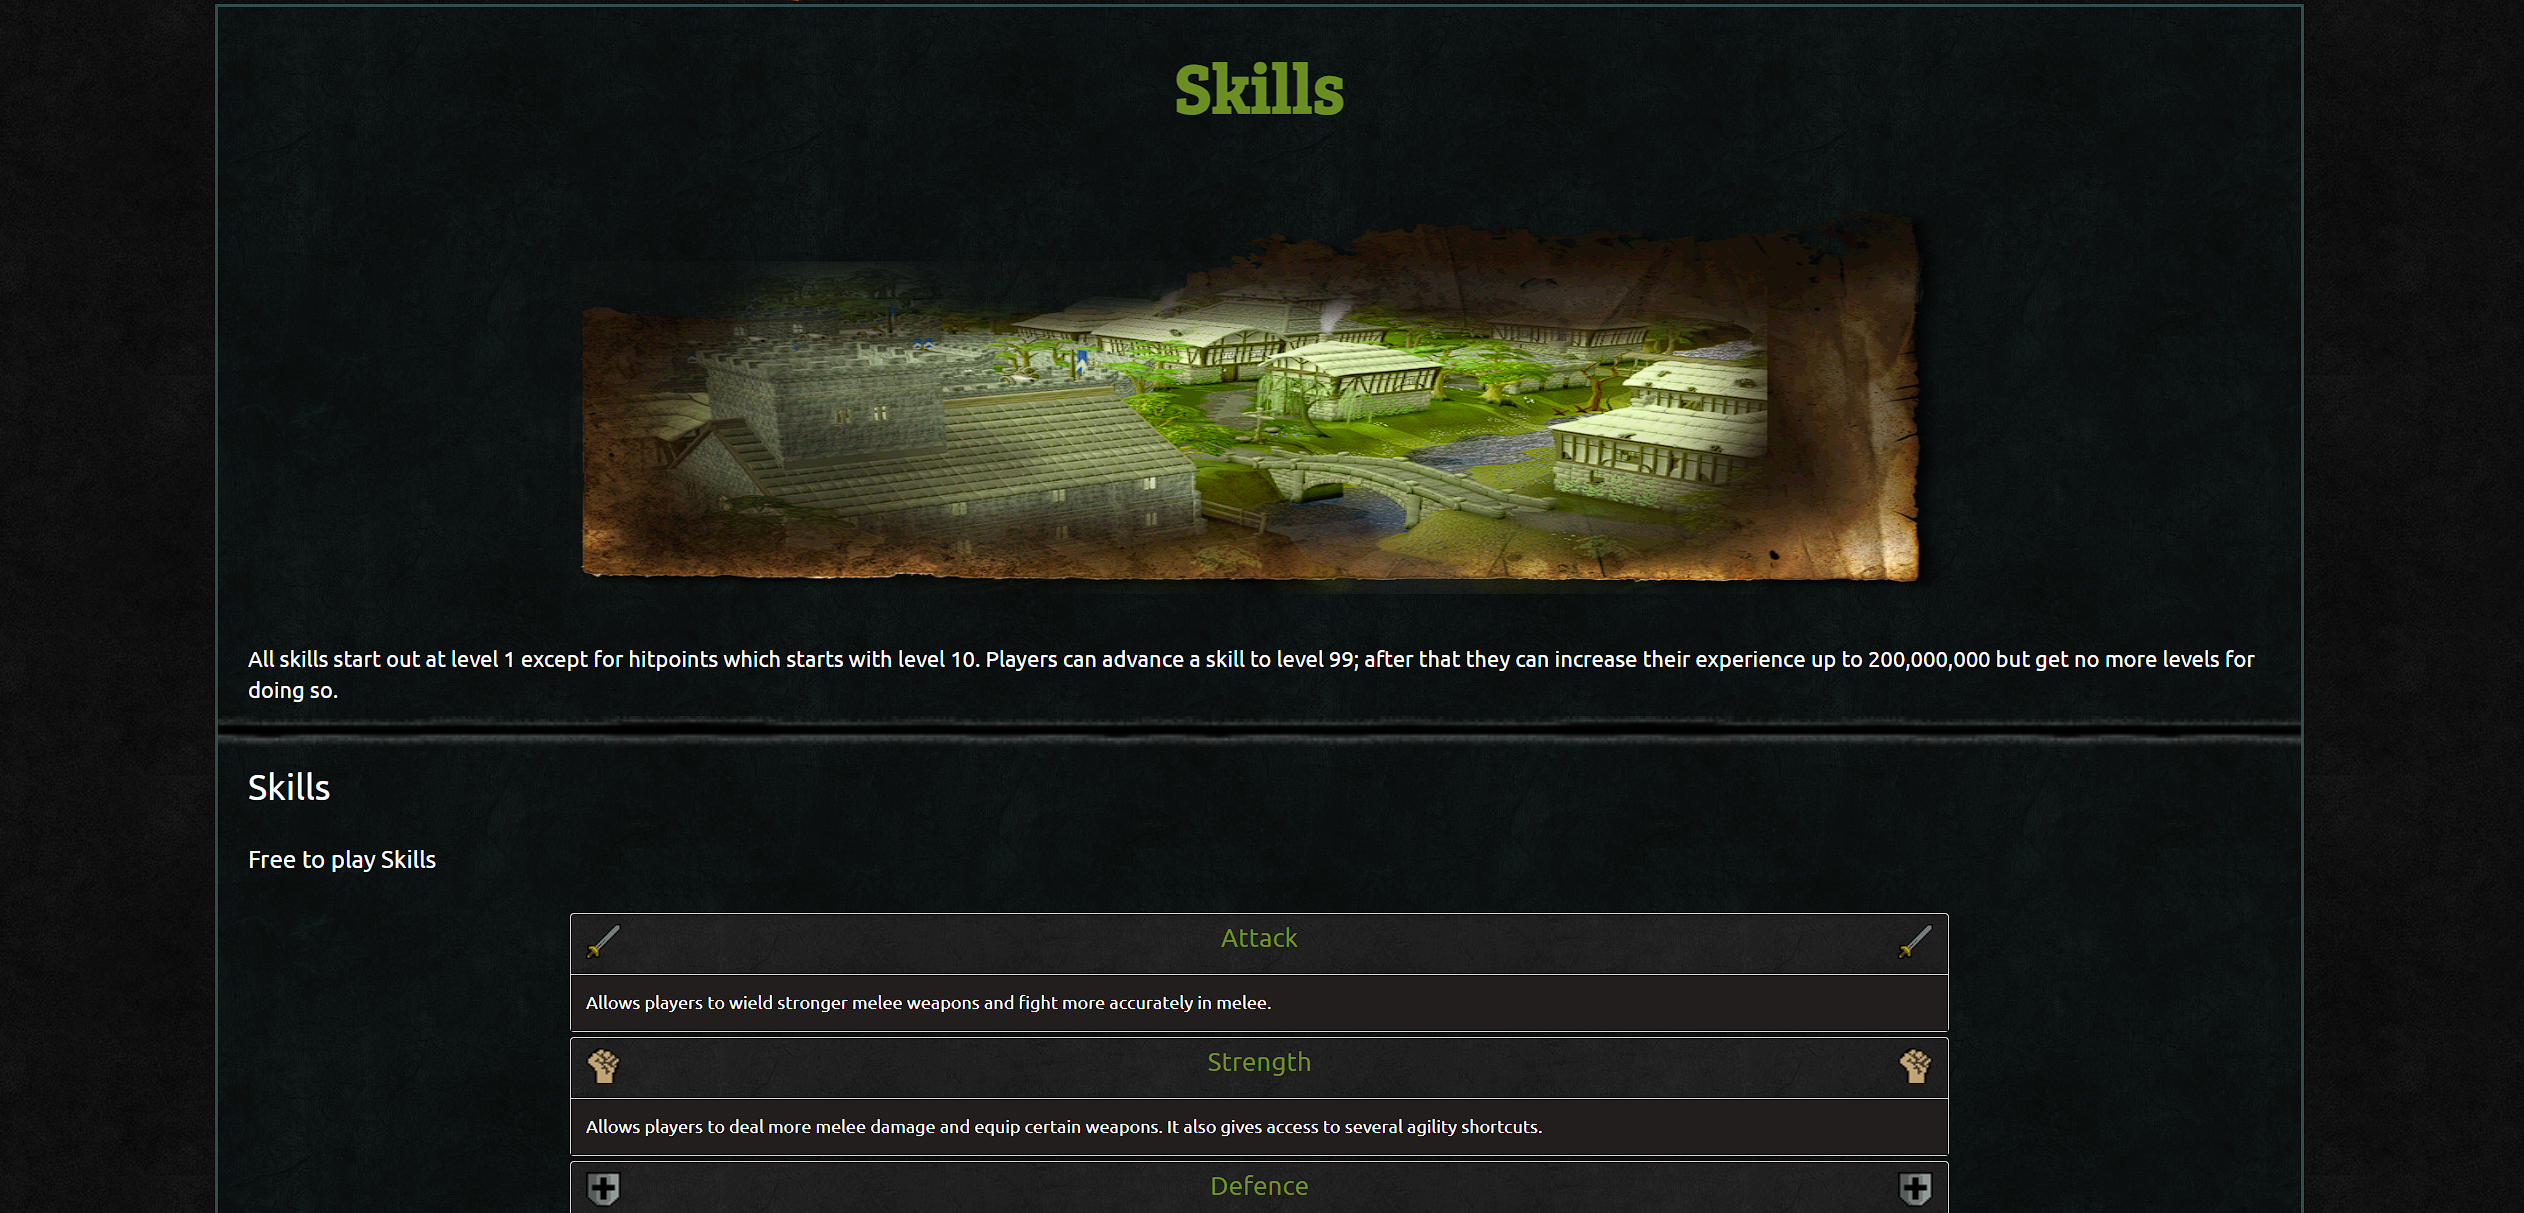 Skills
All skills start out at level 1 except for hitpoints which starts with level 10. Players can advance a skill to level 99; after that they can increase their experience up to 200,000,000 but get no more levels for
doing so.
Skills
Free to play Skills
Attack
Allows players to wield stronger melee weapons and fight more accurately in melee.
Strength
Allows players to deal more melee damage and equip certain weapons. It also gives access to several agility shortcuts.
Defence